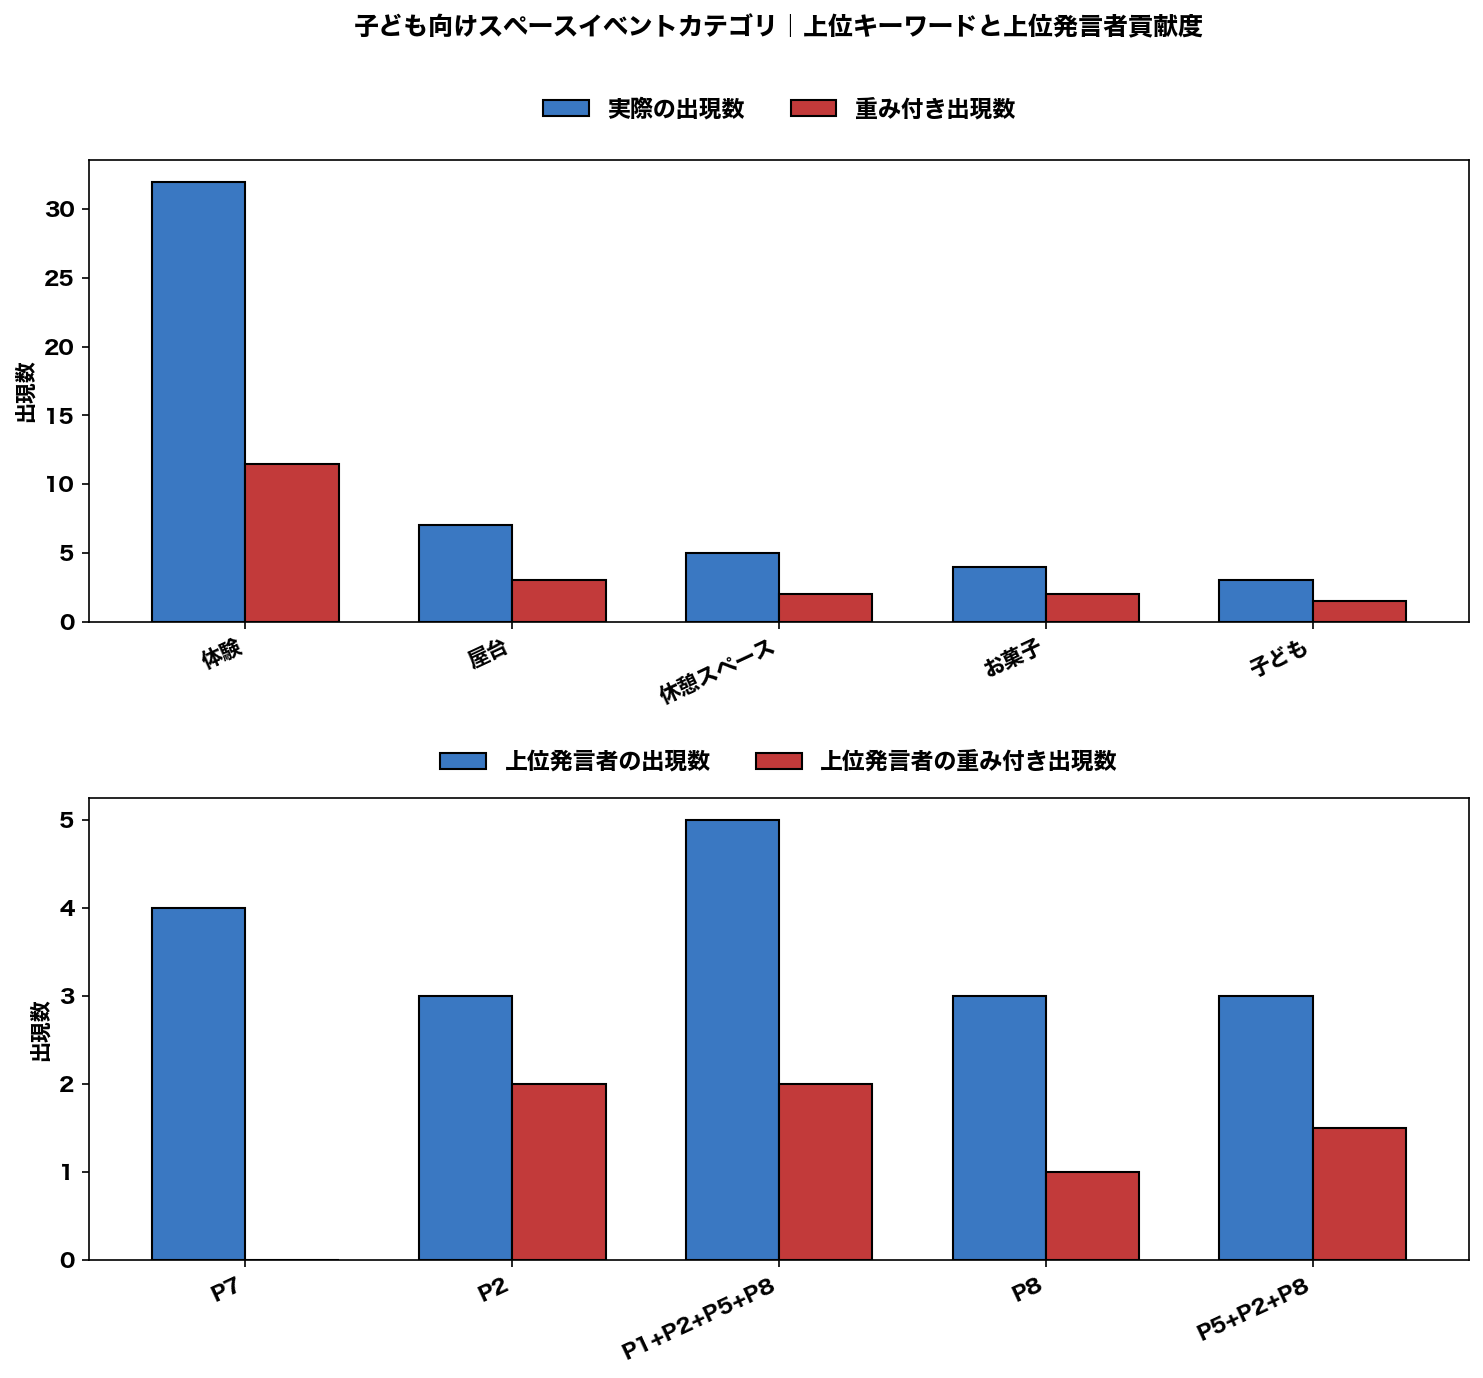 子ども向けスペースイベントカテゴリ｜上位キーワードと上位発言者貢献度
実際の出現数
重み付き出現数
出現数
30
25
20
15
10
5
0
体験
屋台
休憩スペース
お菓子
子ども
上位発言者の出現数
上位発言者の重み付き出現数
出現数
5
4
3
2
1
0
P7
P2
P1+P2+P5+P8
P8
P5+P2+P8